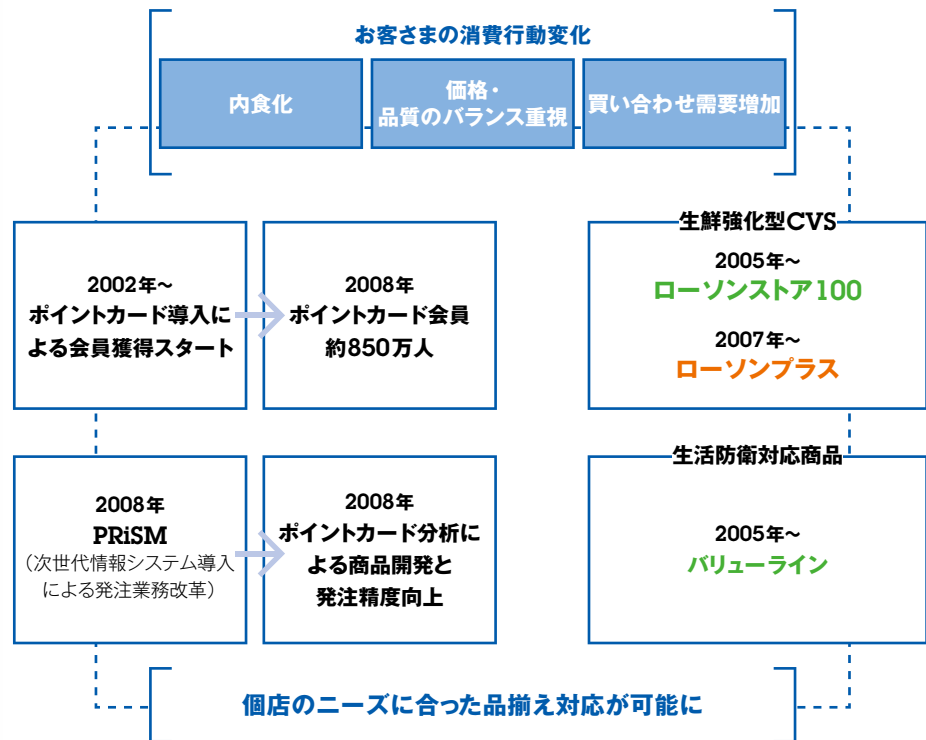 お客さまの消費行動変化
内食化
価格・
品質のバランス重視
買い合わせ需要増加
2002年～
ポイントカード導入に
よる会員獲得スタート
2008年
ポイントカード会員
約850万人
生鮮強化型CVS
2005年～
ローソンストア100
2007年～
ローソンプラス
2008年
PRiSM
（次世代情報システム導入
による発注業務改革）
2008年
ポイントカード分析に
よる商品開発と
発注精度向上
生活防衛対応商品
2005年～
バリューライン
個店のニーズに合った品揃え対応が可能に